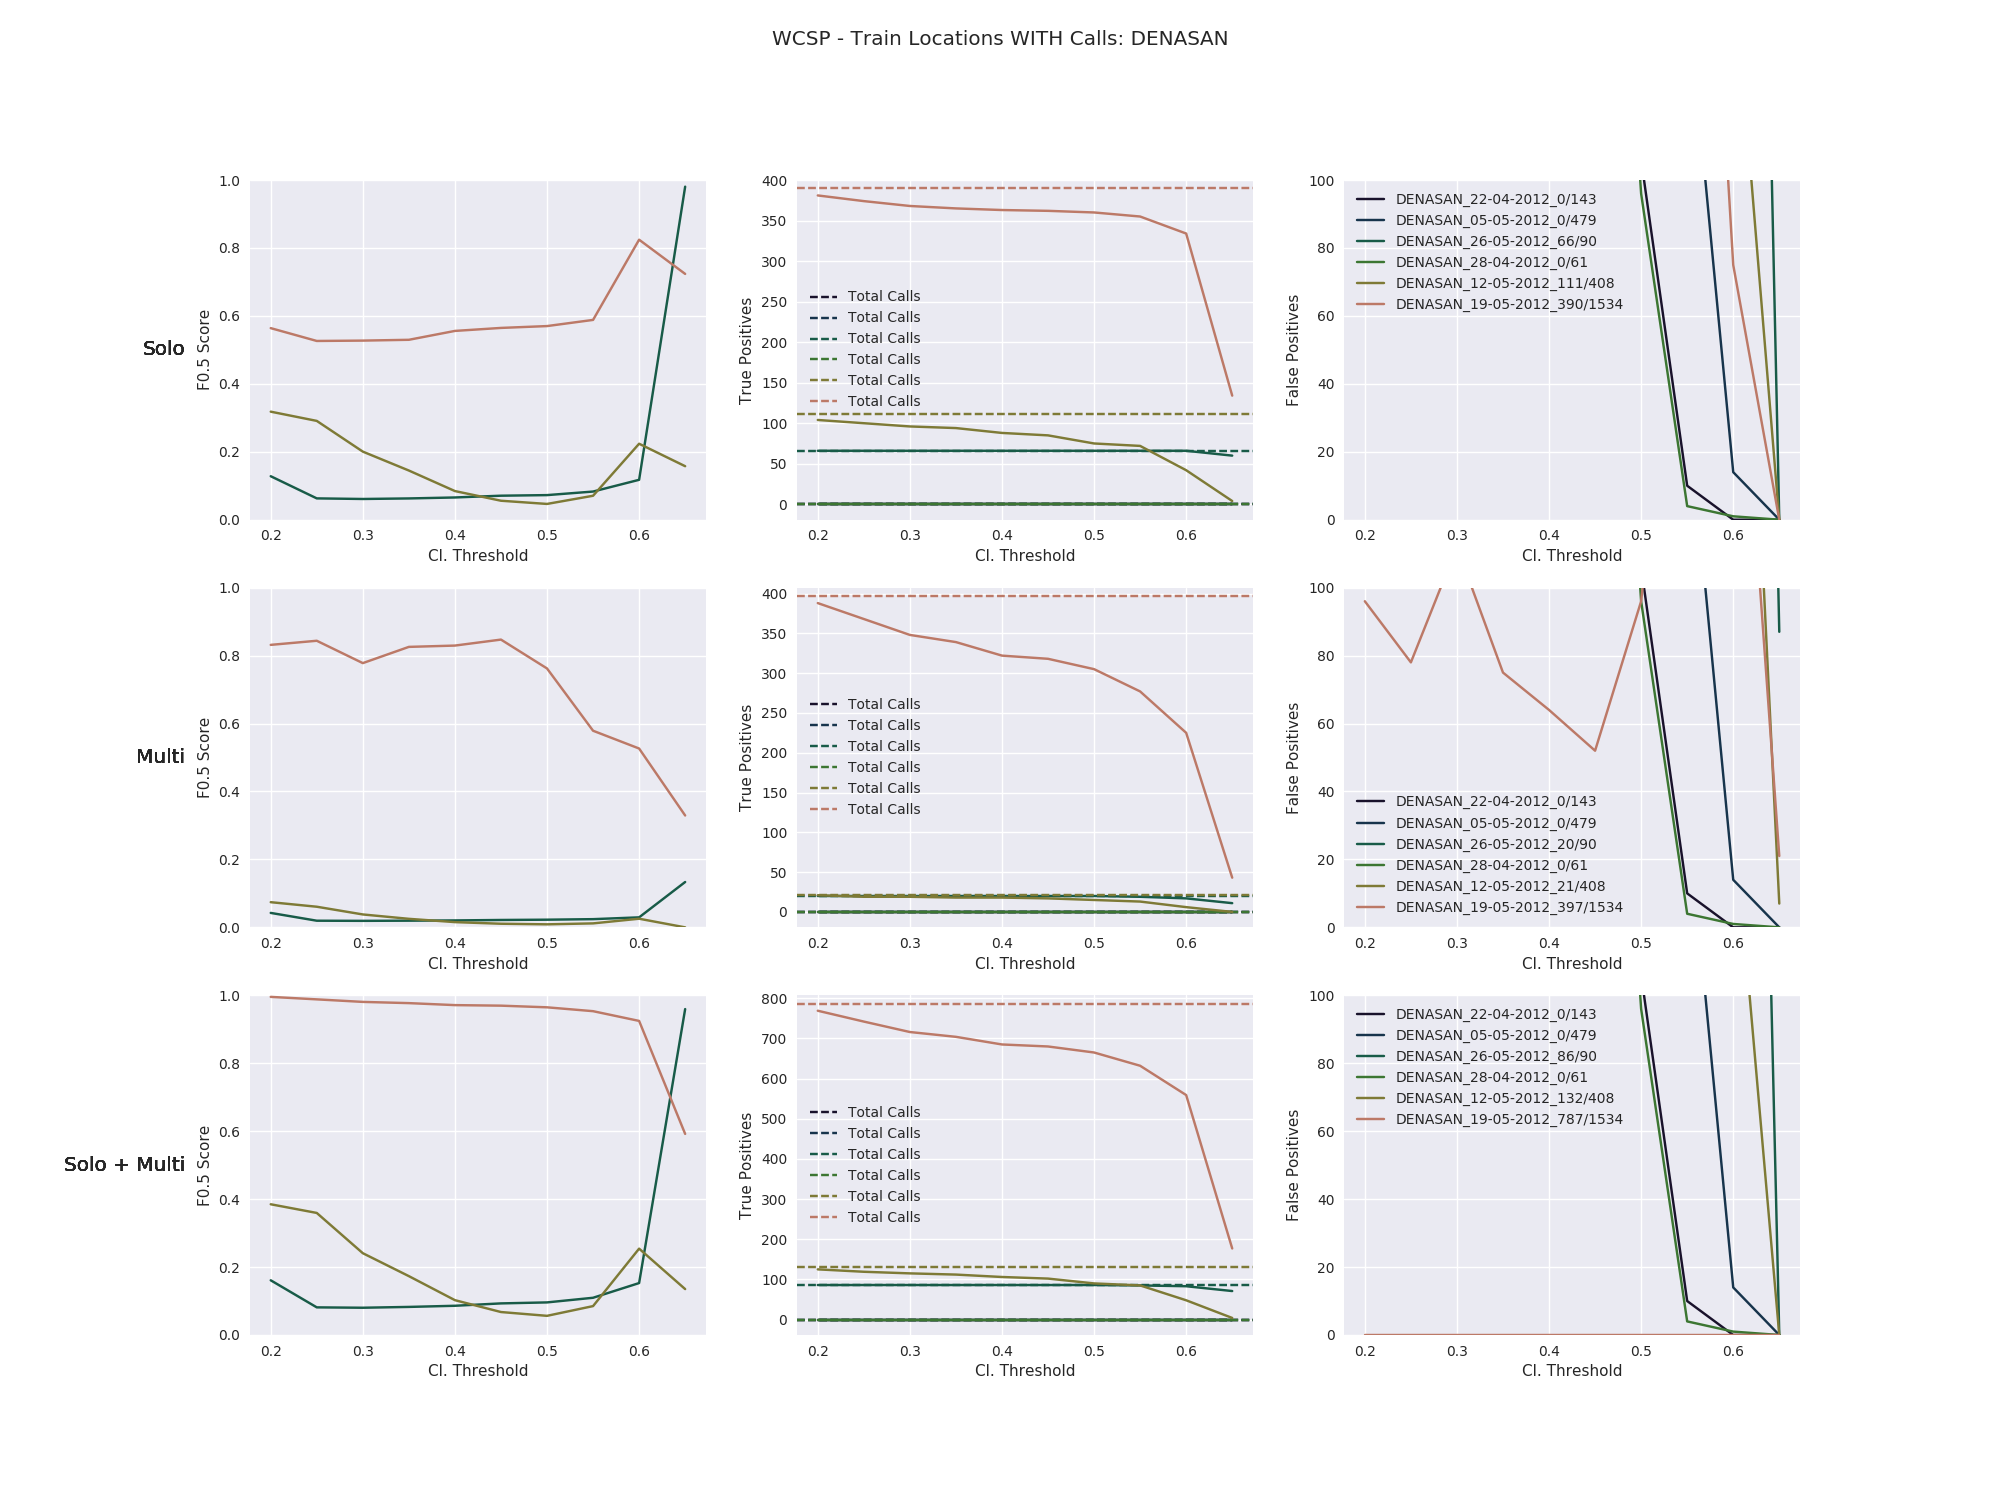 WCSP - Train Locations WITH Calls: DENASAN
Solo
F0.5 Score
1.0
0.8
0.6
0.4
0.2
0.0
0.2 0.3 0.4 0.5 0.6
Cl. Threshold
True Positives
400
350
300
250
200
150
100
50
0
Total Calls
Total Calls
Total Calls
Total Calls
Total Calls
Total Calls
0.2 0.3 0.4 0.5 0.6
Cl. Threshold
False Positives
100
80
60
40
20
0
DENASAN_22-04-2012_0/143
DENASAN_05-05-2012_0/479
DENASAN_26-05-2012_66/90
DENASAN_28-04-2012_0/61
DENASAN_12-05-2012_111/408
DENASAN_19-05-2012_390/1534
0.2 0.3 0.4 0.5 0.6
Cl. Threshold
Multi
F0.5 Score
1.0
0.8
0.6
0.4
0.2
0.0
0.2 0.3 0.4 0.5 0.6
Cl. Threshold
True Positives
400
350
300
250
200
150
100
50
0
Total Calls
Total Calls
Total Calls
Total Calls
Total Calls
Total Calls
0.2 0.3 0.4 0.5 0.6
Cl. Threshold
False Positives
100
80
60
40
20
0
DENASAN_22-04-2012_0/143
DENASAN_05-05-2012_0/479
DENASAN_26-05-2012_20/90
DENASAN_28-04-2012_0/61
DENASAN_12-05-2012_21/408
DENASAN_19-05-2012_397/1534
0.2 0.3 0.4 0.5 0.6
Cl. Threshold
Solo + Multi
F0.5 Score
1.0
0.8
0.6
0.4
0.2
0.0
0.2 0.3 0.4 0.5 0.6
Cl. Threshold
True Positives
800
700
600
500
400
300
200
100
0
Total Calls
Total Calls
Total Calls
Total Calls
Total Calls
Total Calls
0.2 0.3 0.4 0.5 0.6
Cl. Threshold
False Positives
100
80
60
40
20
0
DENASAN_22-04-2012_0/143
DENASAN_05-05-2012_0/479
DENASAN_26-05-2012_86/90
DENASAN_28-04-2012_0/61
DENASAN_12-05-2012_132/408
DENASAN_19-05-2012_787/1534
0.2 0.3 0.4 0.5 0.6
Cl. Threshold